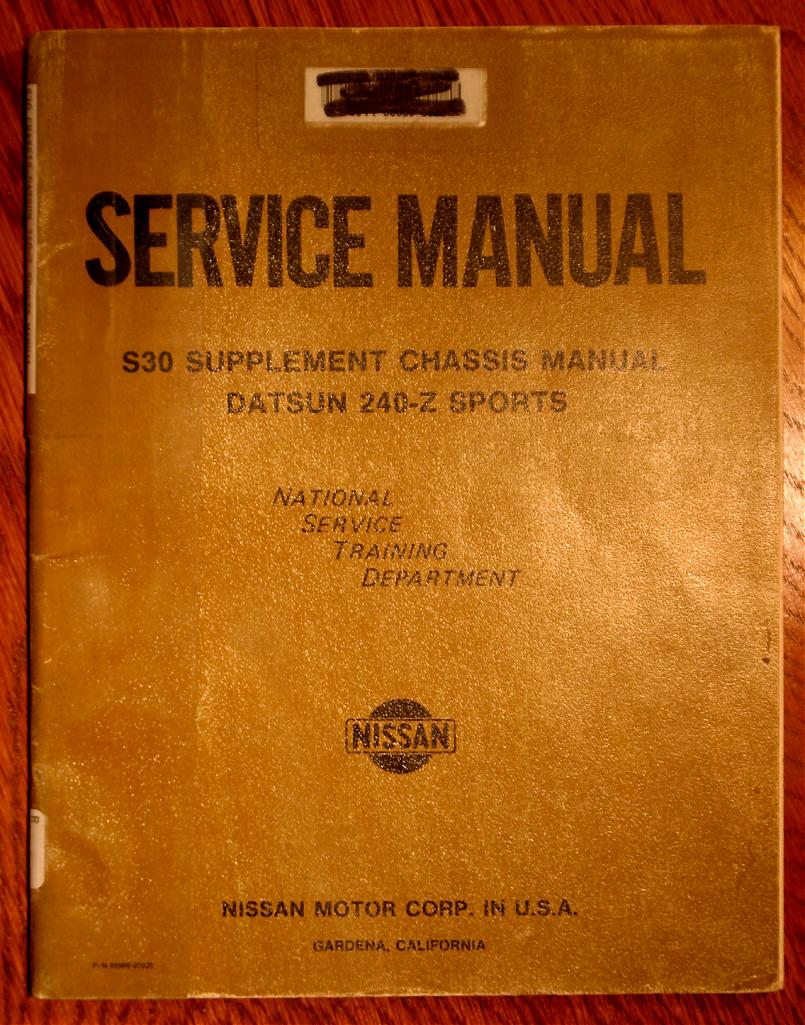 SERVICE MANUAL
S30 SUPPLEMENT CHASSIS MANUAL
DATSUN 240-Z SPORTS
NATIONAL
SERVICE
TRAINING
DEPARTMENT
NISSAN
NISSAN MOTOR CORP. IN U.S.A.
GARDENA, CALIFORNIA
P/N